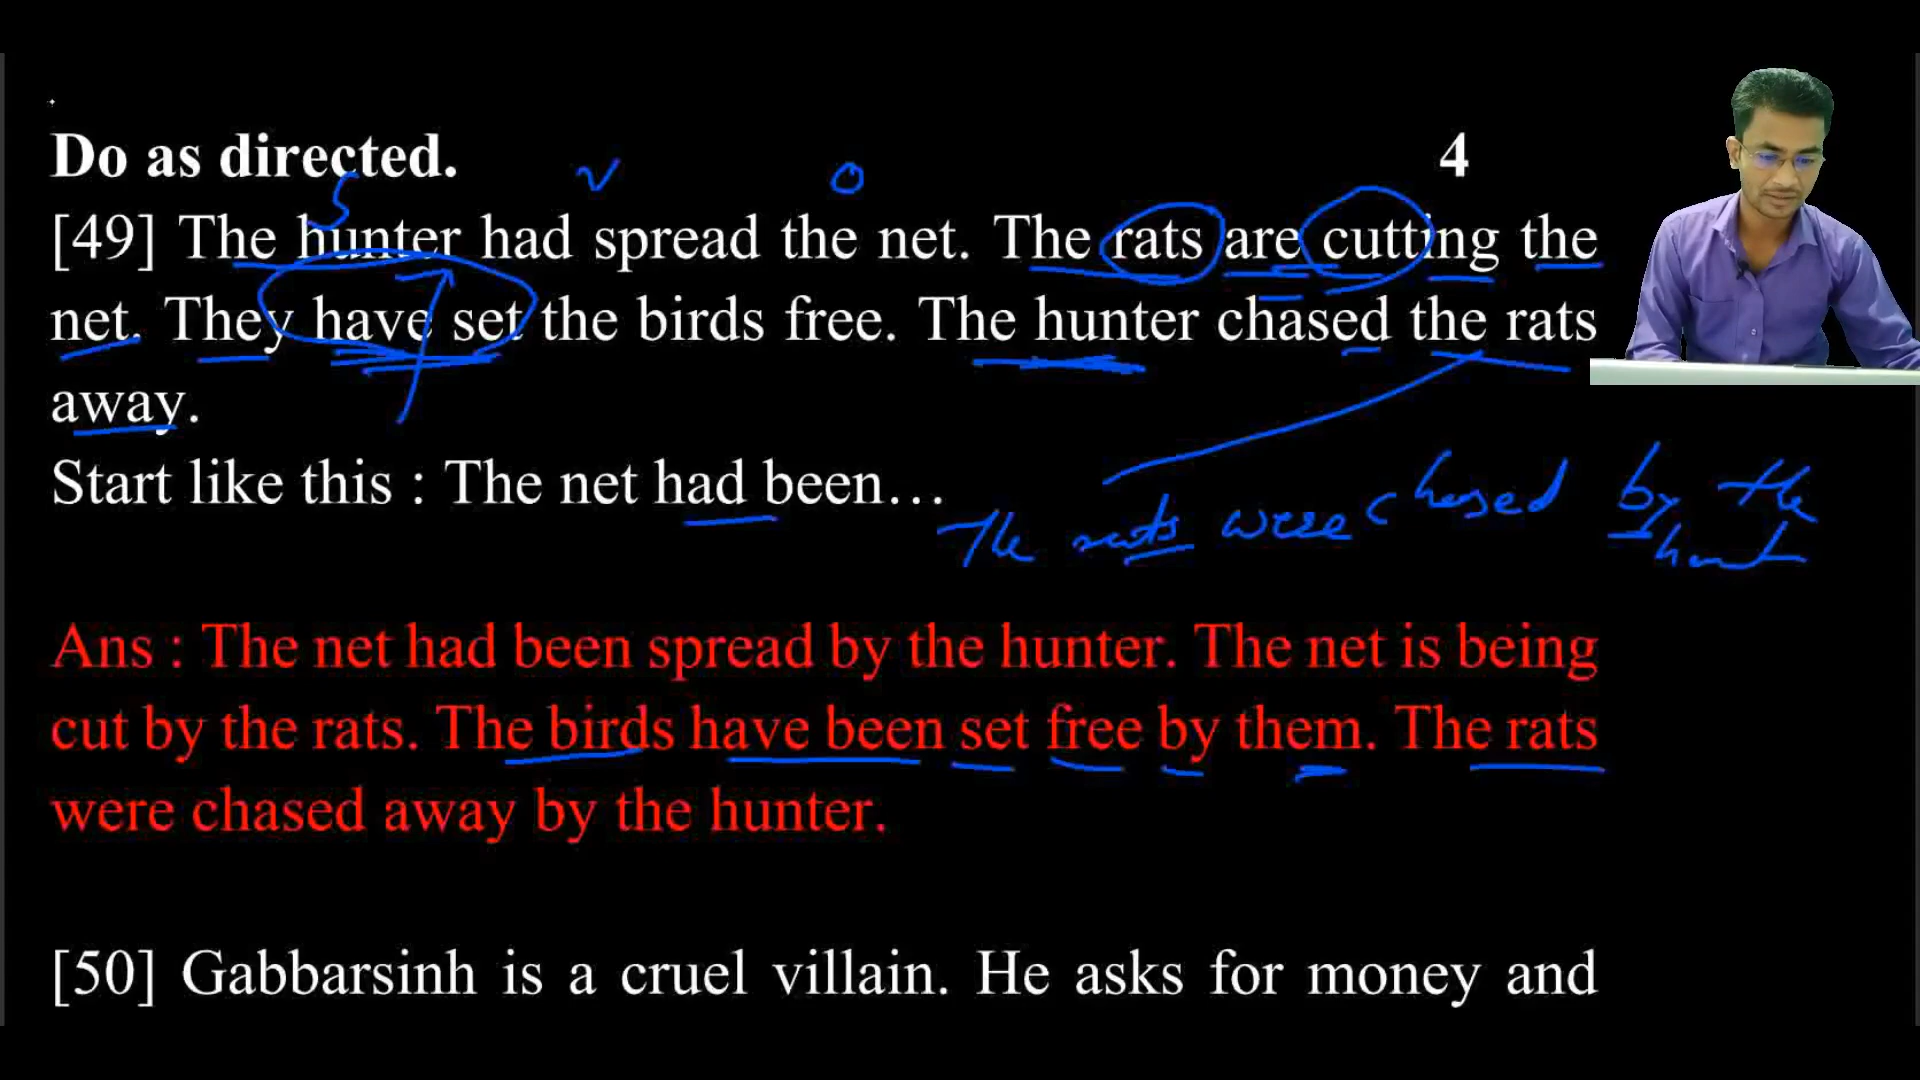 Do as directed. 4
S v o
[49] The hunter had spread the net. The rats are cutting the
net. They have set the birds free. The hunter chased the rats
away.
Start like this : The net had been...
The rats were chased by the
hunt
Ans : The net had been spread by the hunter. The net is being
cut by the rats. The birds have been set free by them. The rats
were chased away by the hunter.
[50] Gabbarsinh is a cruel villain. He asks for money and